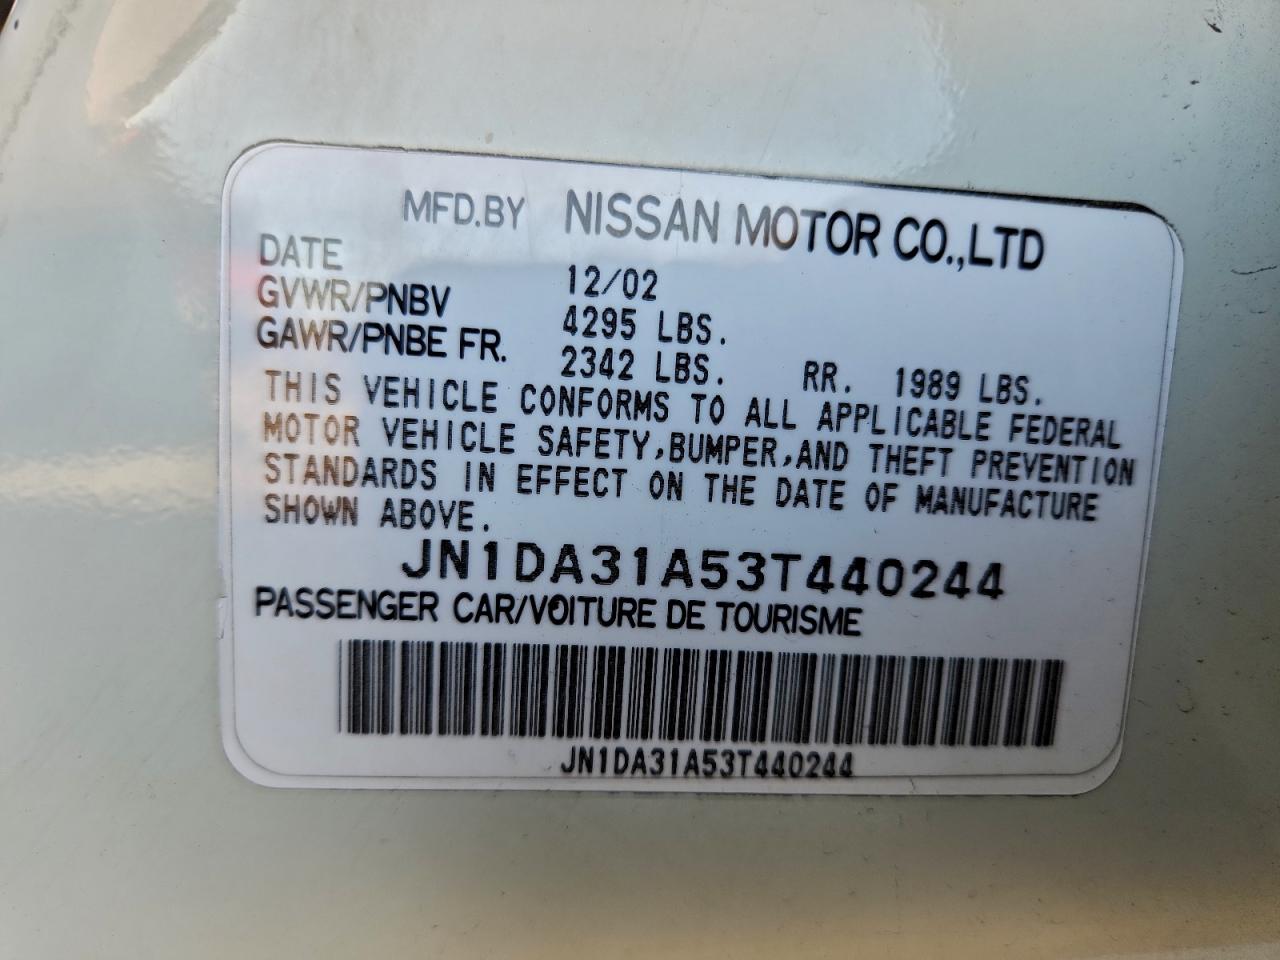 MFD.BY NISSAN MOTOR CO.,LTD
DATE 12/02
GVWR/PNBV 4295 LBS.
GAWR/PNBE FR. 2342 LBS. RR. 1989 LBS.
THIS VEHICLE CONFORMS TO ALL APPLICABLE FEDERAL
MOTOR VEHICLE SAFETY,BUMPER,AND THEFT PREVENTION
STANDARDS IN EFFECT ON THE DATE OF MANUFACTURE
SHOWN ABOVE.
JN1DA31A53T440244
PASSENGER CAR/VOITURE DE TOURISME
JN1DA31A53T440244